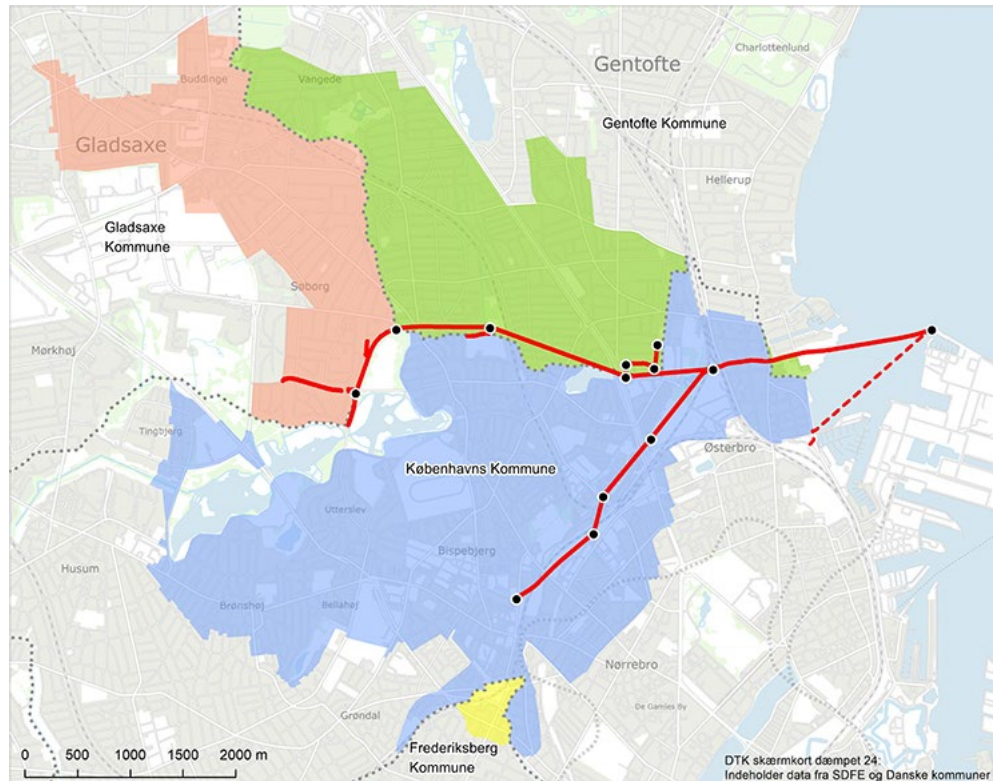 Charlottenlund
Gentofte
Buddinge
Vangede
Gentofte Kommune
Gladsaxe
Hellerup
Gladsaxe
Kommune
Søborg
Mørkhøj
Tingbjerg
Østerbro
Københavns Kommune
Utterslev
Bispebjerg
Husum
Brønshøj
Bellahøj
Nørrebro
De Gamles By
Grøndal
Frederiksberg
Kommune
0 500 1000 1500 2000 m
DTK skærmkort dæmpet 24:
Indeholder data fra SDFE og Danske kommuner